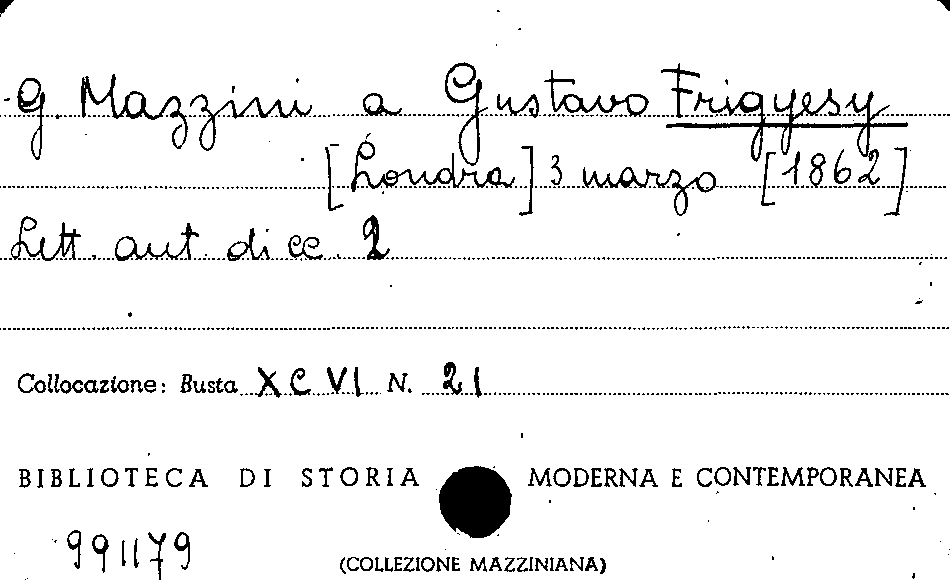 G. Mazzini a Gustavo Frigyesy
[Londra] 3 marzo [1862]
Lett. aut. di cc. 2
Collocazione: Busta XCVI N. 21
BIBLIOTECA DI STORIA MODERNA E CONTEMPORANEA
991179
(COLLEZIONE MAZZINIANA)